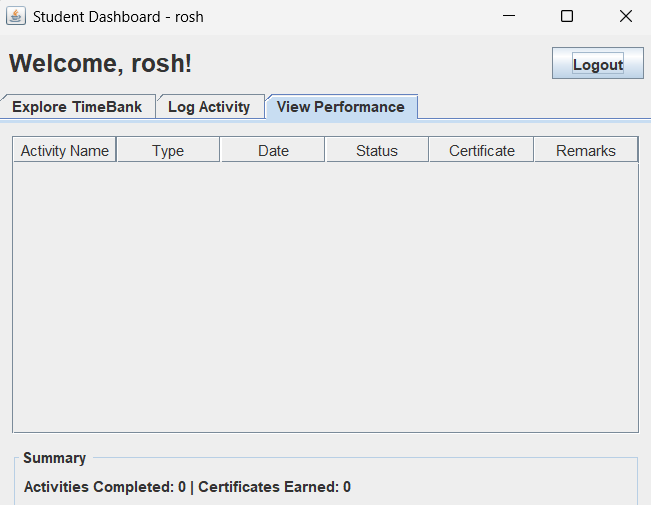 Student Dashboard - rosh
Welcome, rosh!
Logout
Explore TimeBank Log Activity View Performance
Activity Name Type Date Status Certificate Remarks
Summary
Activities Completed: 0 | Certificates Earned: 0